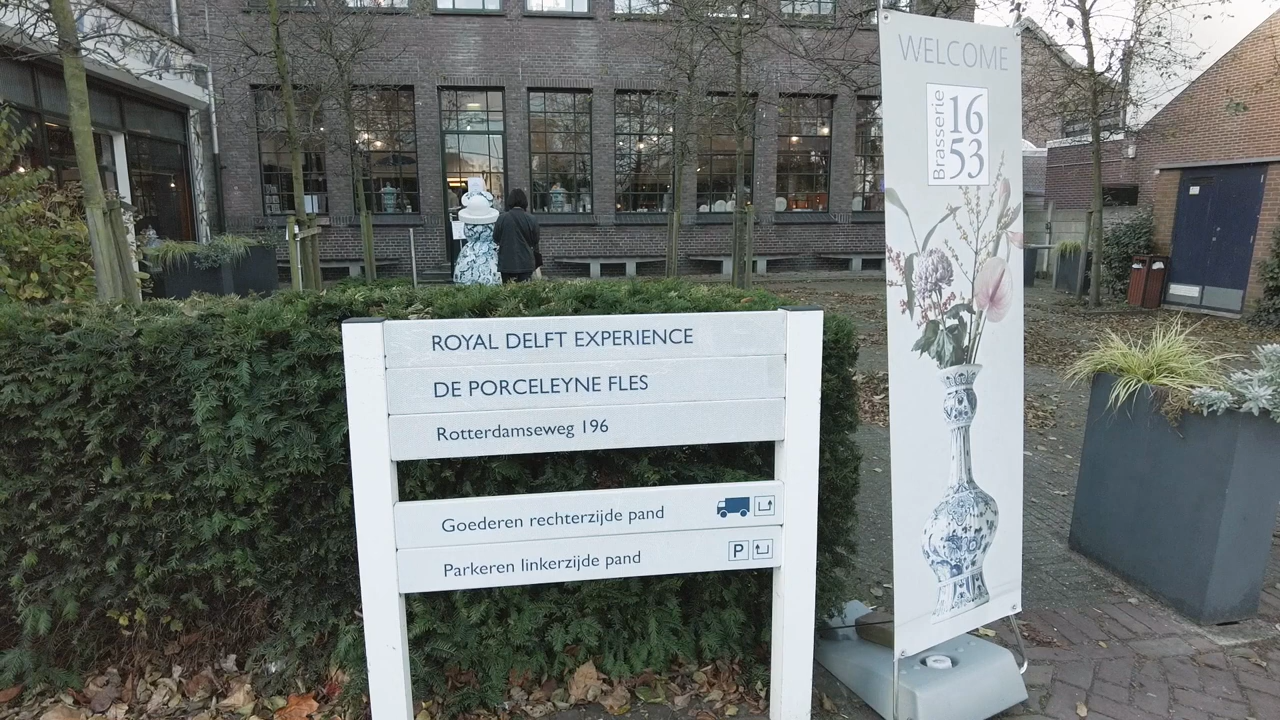 ROYAL DELFT EXPERIENCE
DE PORCELEYNE FLES
Rotterdamseweg 196
Goederen rechterzijde pand
Parkeren linkerzijde pand P
WELCOME
Brasserie
16
53